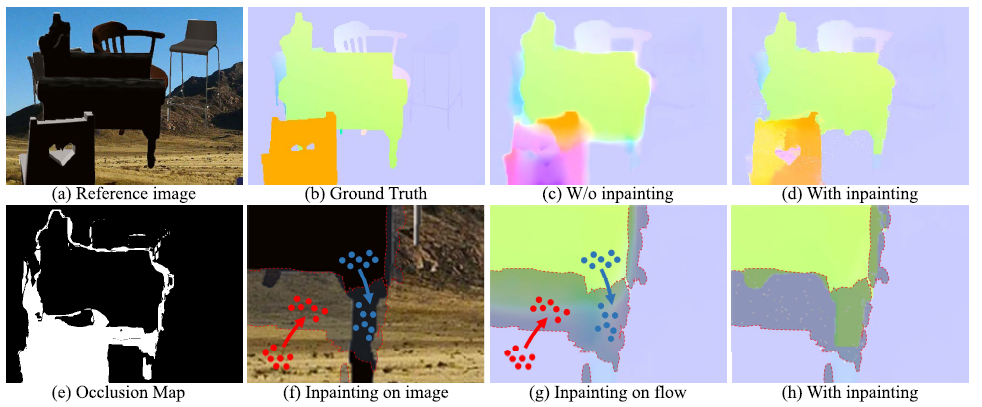 (a) Reference image
(b) Ground Truth
(c) W/o inpainting
(d) With inpainting
(e) Occlusion Map
(f) Inpainting on image
(g) Inpainting on flow
(h) With inpainting